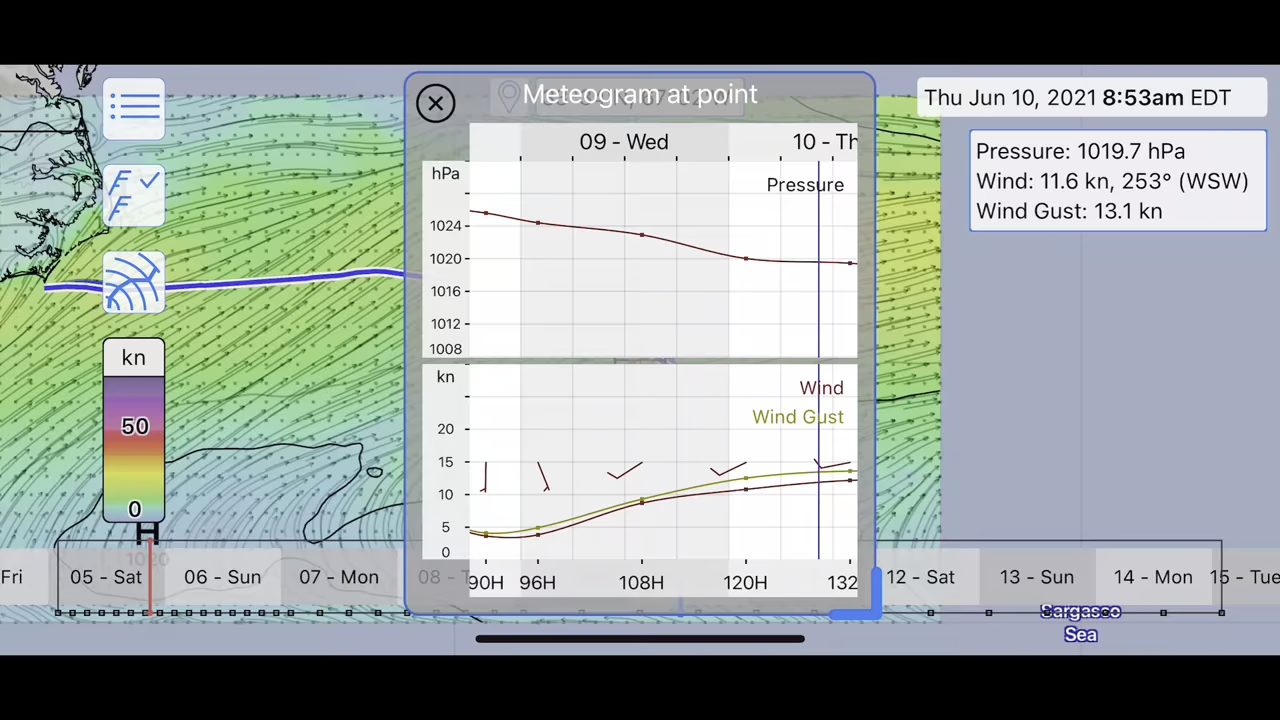 Meteogram at point
Thu Jun 10, 2021 8:53am EDT
Pressure: 1019.7 hPa
Wind: 11.6 kn, 253° (WSW)
Wind Gust: 13.1 kn
09 - Wed
10 - Th
hPa
Pressure
1024
1020
1016
1012
1008
kn
Wind
Wind Gust
20
15
10
5
0
90H
96H
108H
120H
132
kn
50
0
H
1030
Fri
05 - Sat
06 - Sun
07 - Mon
08 - T
12 - Sat
13 - Sun
14 - Mon
15 - Tue
Sargasso
Sea